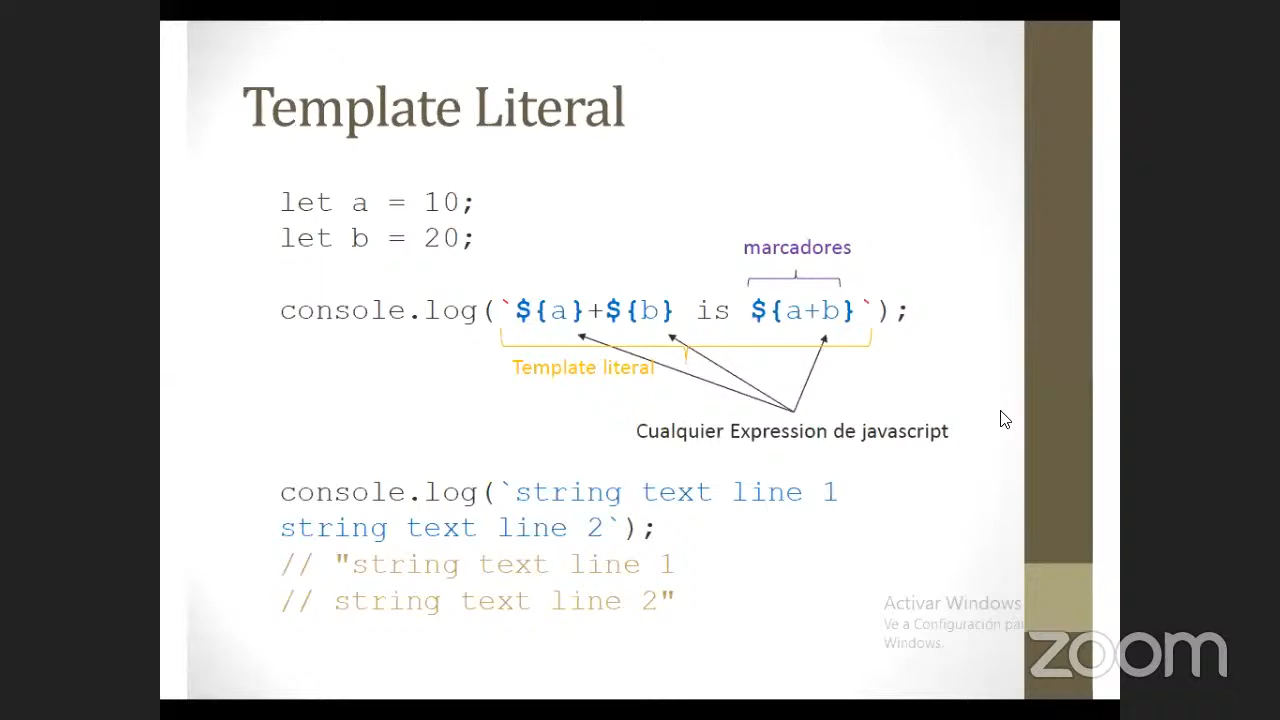 Template Literal
let a = 10;
let b = 20;
marcadores
console.log(`${a}+${b} is ${a+b}`);
Template literal
Cualquier Expression de javascript
console.log(`string text line 1
string text line 2`);
// "string text line 1
// string text line 2"
Activar Windows
Ve a Configuración
Windows.
zoom